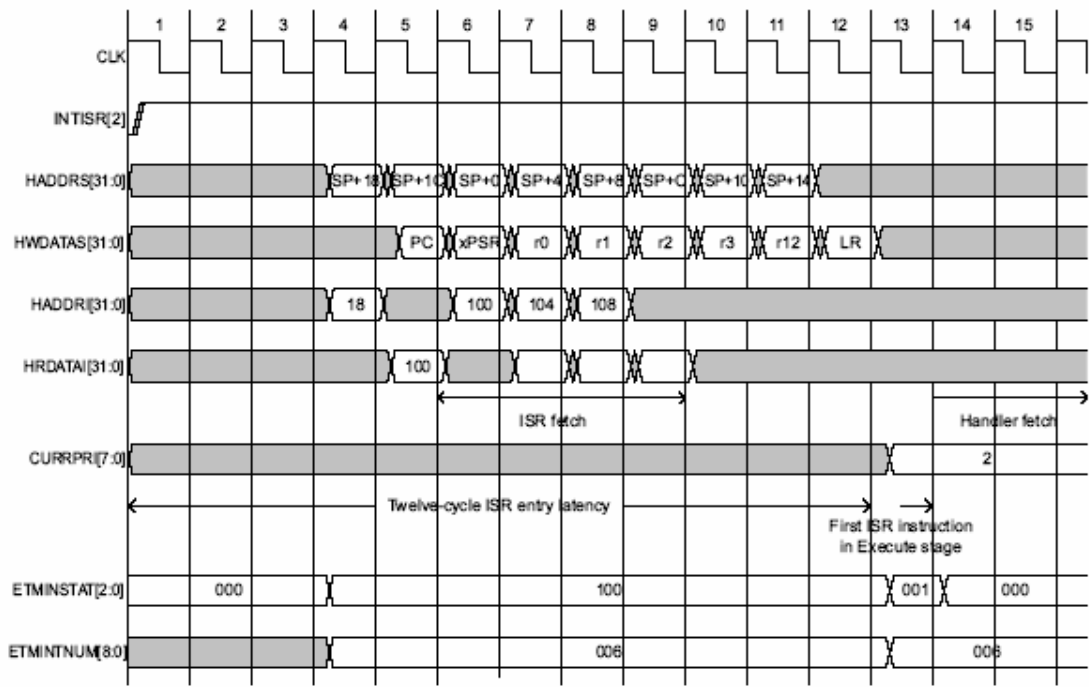 1 2 3 4 5 6 7 8 9 10 11 12 13 14 15
CLK
INTISR[2]
HADDRS[31:0] SP+18 SP+1C SP+0 SP+4 SP+8 SP+C SP+10 SP+14
HWDATAS[31:0] PC xPSR r0 r1 r2 r3 r12 LR
HADDRI[31:0] 18 100 104 108
HRDATAI[31:0] 100
ISR fetch Handler fetch
CURRPRI[7:0] 2
Twelve-cycle ISR entry latency
First ISR instruction
in Execute stage
ETMINSTAT[2:0] 000 100 001 000
ETMINTNUM[8:0] 006 006